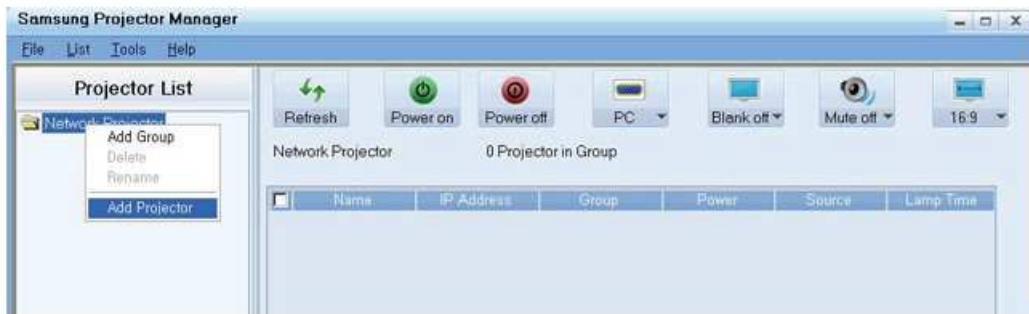 Samsung Projector Manager
File List Tools Help
Projector List
Network Projector
Add Group
Delete
Rename
Add Projector
Refresh
Power on
Power off
PC
Blank off
Mute off
16:9
Network Projector
0 Projector in Group
Name IP Address Group Power Source Lamp Time